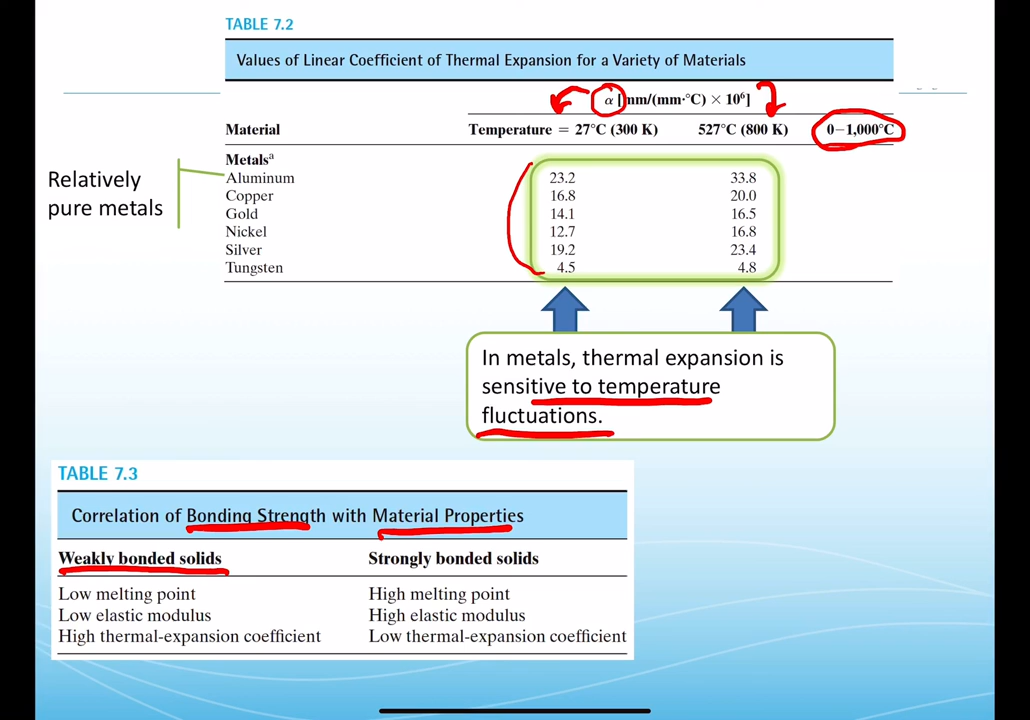 TABLE 7.2
Values of Linear Coefficient of Thermal Expansion for a Variety of Materials
α [mm/(mm·°C) × 10⁶]
Material Temperature = 27°C (300 K) 527°C (800 K) 0–1,000°C
Metalsᵃ
Relatively
pure metals
Aluminum 23.2 33.8
Copper 16.8 20.0
Gold 14.1 16.5
Nickel 12.7 16.8
Silver 19.2 23.4
Tungsten 4.5 4.8
In metals, thermal expansion is
sensitive to temperature
fluctuations.
TABLE 7.3
Correlation of Bonding Strength with Material Properties
Weakly bonded solids Strongly bonded solids
Low melting point High melting point
Low elastic modulus High elastic modulus
High thermal-expansion coefficient Low thermal-expansion coefficient